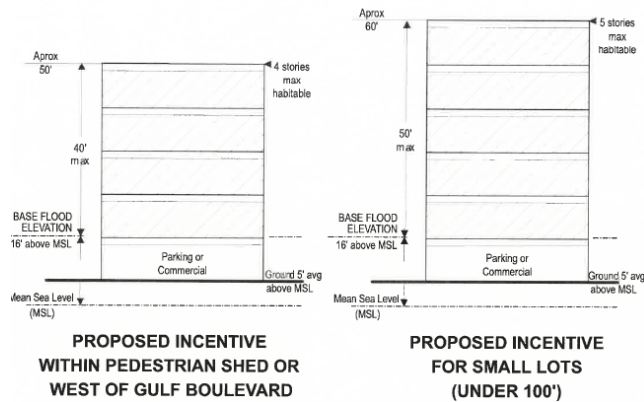 Aprox
50'
4 stories
max
habitable
40'
max
BASE FLOOD
ELEVATION
16' above MSL
Parking or
Commercial
Ground 5' avg
above MSL
Mean Sea Level
(MSL)
PROPOSED INCENTIVE
WITHIN PEDESTRIAN SHED OR
WEST OF GULF BOULEVARD
Aprox
60'
5 stories
max
habitable
50'
max
BASE FLOOD
ELEVATION
16' above MSL
Parking or
Commercial
Ground 5' avg
above MSL
Mean Sea Level
(MSL)
PROPOSED INCENTIVE
FOR SMALL LOTS
(UNDER 100')